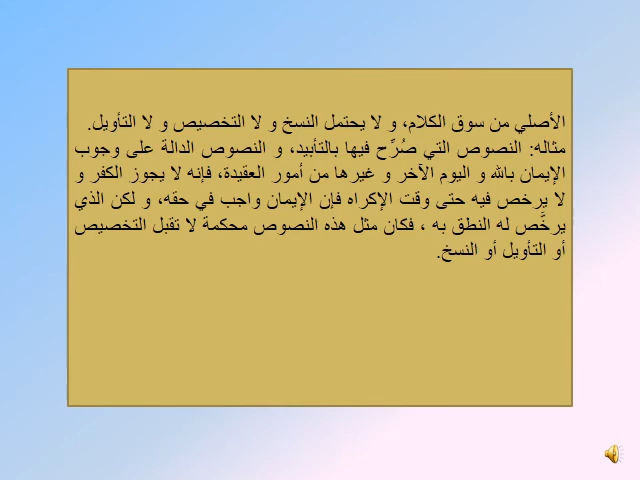 الأصلي من سوق الكلام، و لا يحتمل النسخ و لا التخصيص و لا التأويل.
مثاله: النصوص التي صُرِّح فيها بالتأبيد، و النصوص الدالة على وجوب
الإيمان بالله و اليوم الآخر و غيرها من أمور العقيدة، فإنه لا يجوز الكفر و
لا يرخص فيه حتى وقت الإكراه فإن الإيمان واجب في حقه، و لكن الذي
يرخَّص له النطق به ، فكان مثل هذه النصوص محكمة لا تقبل التخصيص
أو التأويل أو النسخ.